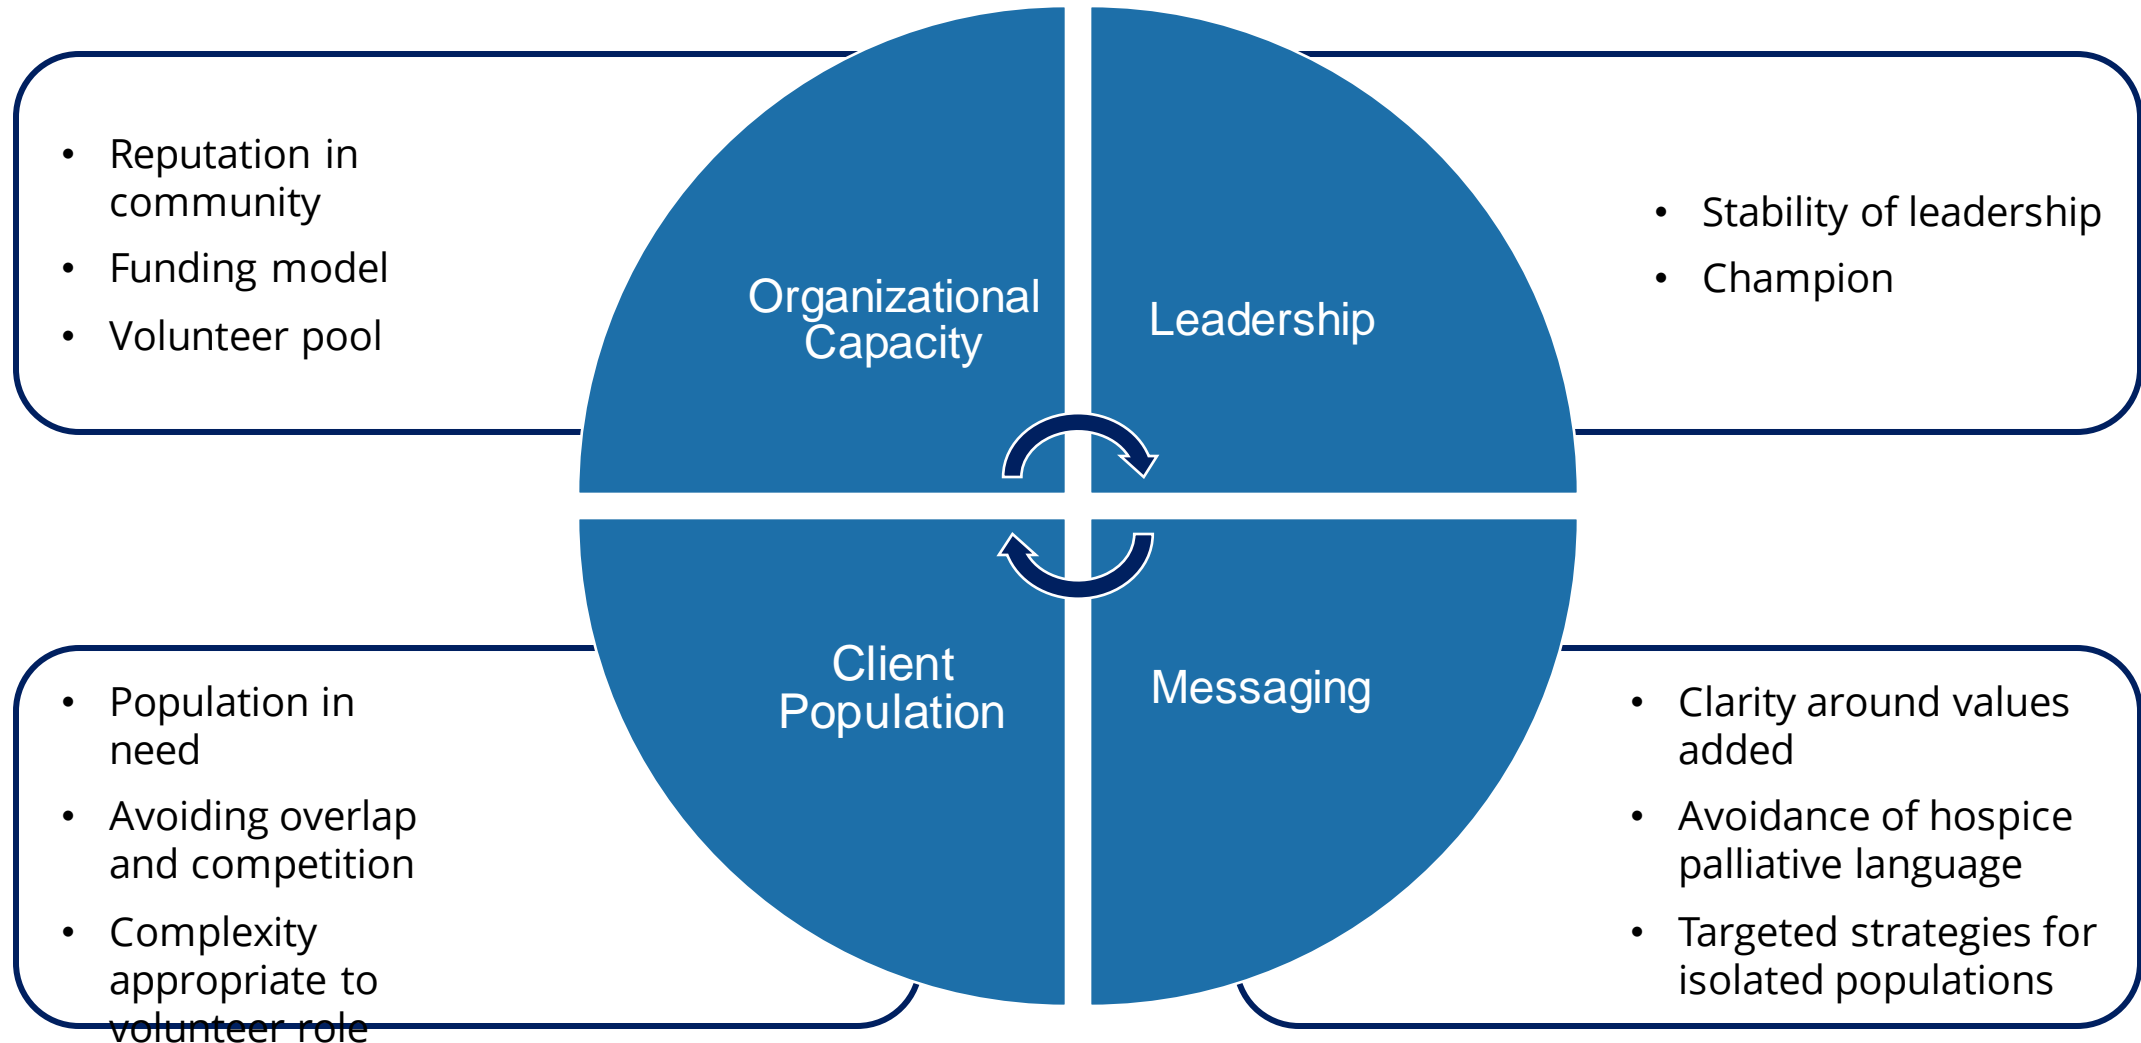 • Reputation in
community
• Funding model
• Volunteer pool
Organizational
Capacity
Leadership
• Stability of leadership
• Champion
• Population in
need
• Avoiding overlap
and competition
• Complexity
appropriate to
volunteer role
Client
Population
Messaging
• Clarity around values
added
• Avoidance of hospice
palliative language
• Targeted strategies for
isolated populations